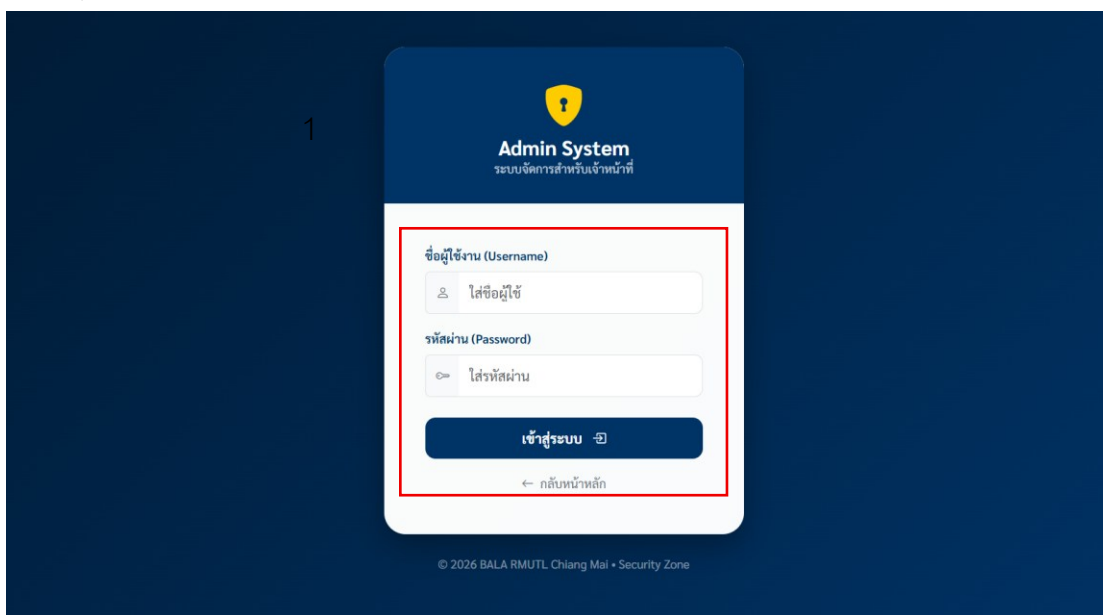 1
Admin System
ระบบจัดการสำหรับเจ้าหน้าที่
ชื่อผู้ใช้งาน (Username)
ใส่ชื่อผู้ใช้
รหัสผ่าน (Password)
ใส่รหัสผ่าน
เข้าสู่ระบบ
← กลับหน้าหลัก
© 2026 BALA RMUTL Chiang Mai • Security Zone